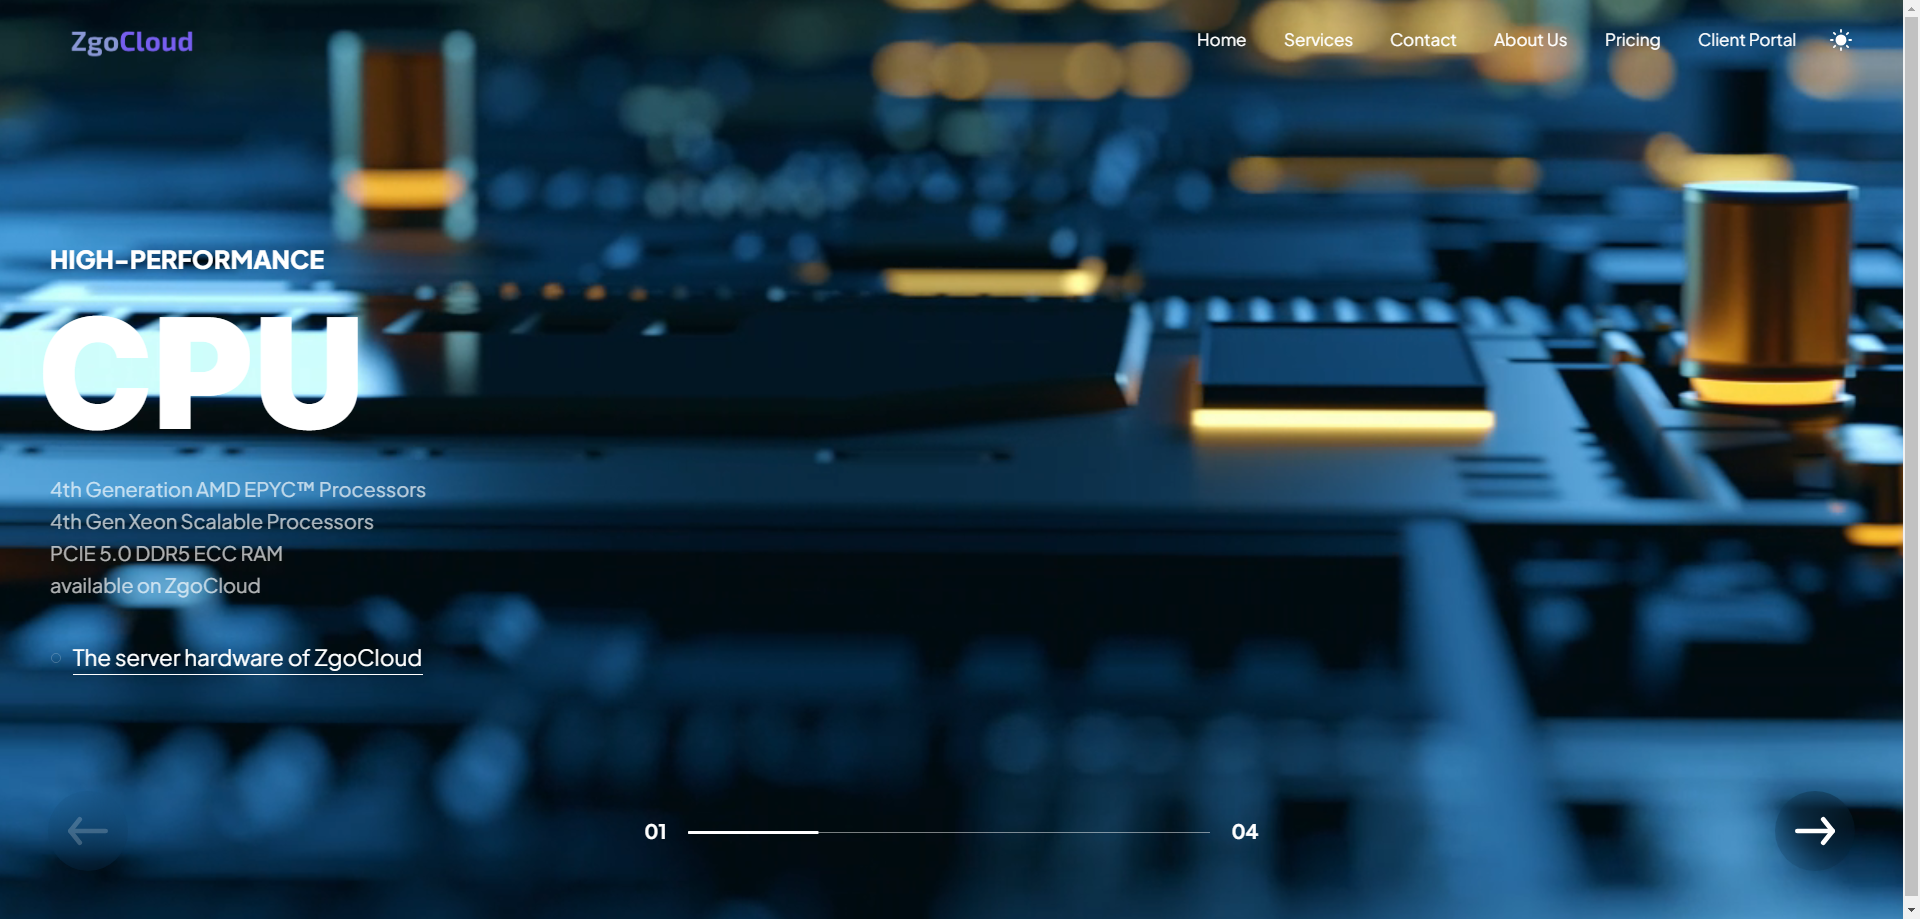 ZgoCloud
Home Services Contact About Us Pricing Client Portal
HIGH-PERFORMANCE
CPU
4th Generation AMD EPYC™ Processors
4th Gen Xeon Scalable Processors
PCIE 5.0 DDR5 ECC RAM
available on ZgoCloud
The server hardware of ZgoCloud
01 04